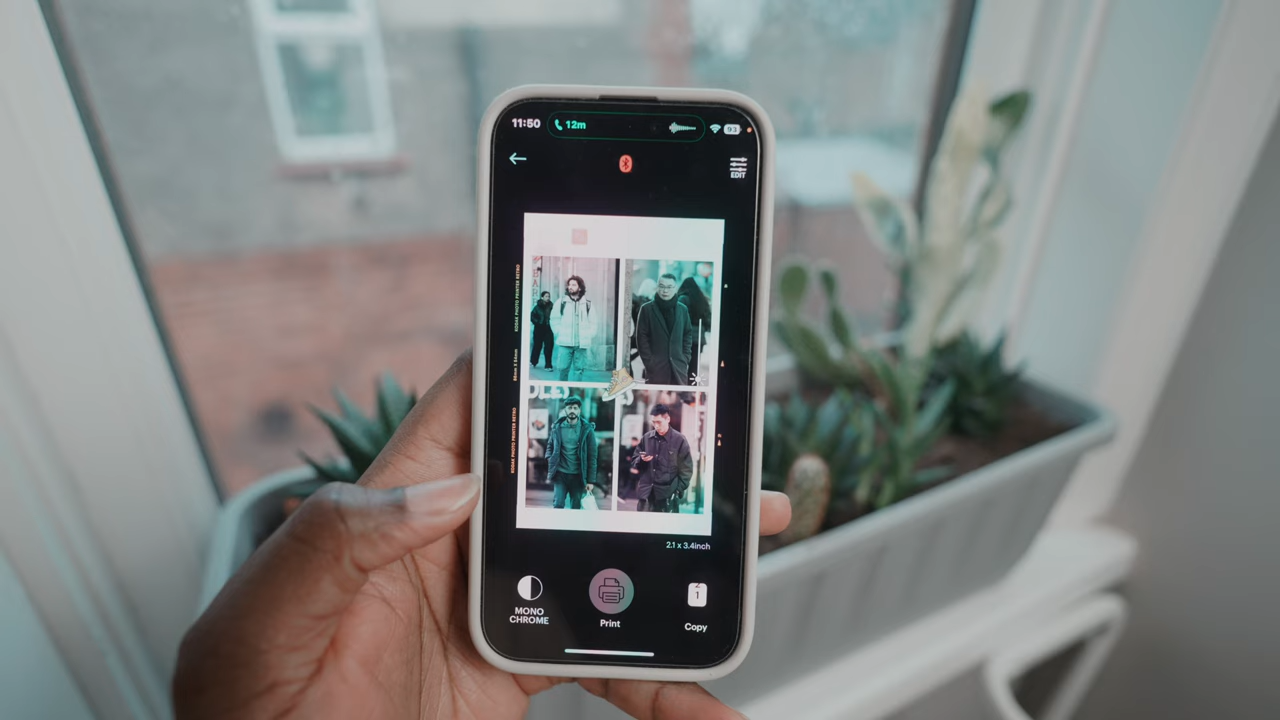 11:50
12m
93
EDIT
KODAK PHOTO PRINTER RETRO
KODAK PHOTO PRINTER RETRO
2.1 x 3.4inch
MONO
CHROME
Print
1
Copy